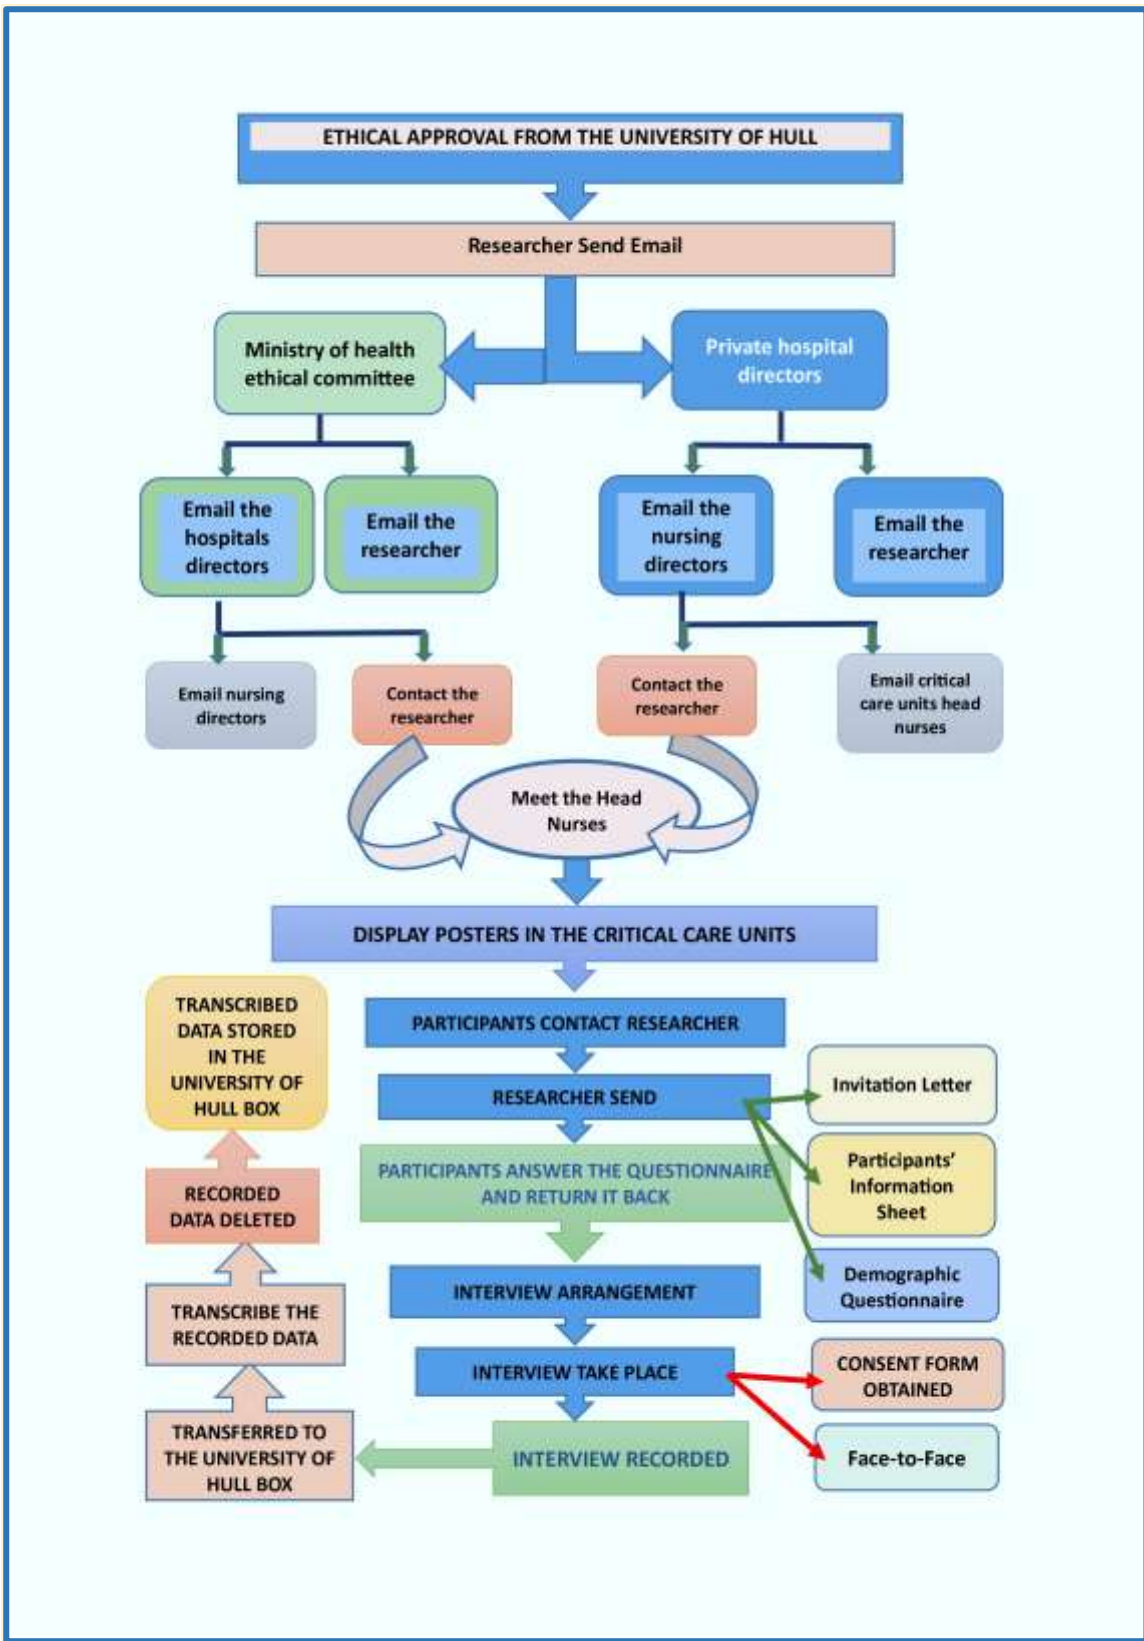 ETHICAL APPROVAL FROM THE UNIVERSITY OF HULL
Researcher Send Email
Ministry of health
ethical committee
Private hospital
directors
Email the
hospitals
directors
Email the
researcher
Email the
nursing
directors
Email the
researcher
Email nursing
directors
Contact the
researcher
Contact the
researcher
Email critical
care units head
nurses
Meet the Head
Nurses
DISPLAY POSTERS IN THE CRITICAL CARE UNITS
PARTICIPANTS CONTACT RESEARCHER
RESEARCHER SEND
Invitation Letter
Participants’
Information
Sheet
Demographic
Questionnaire
PARTICIPANTS ANSWER THE QUESTIONNAIRE
AND RETURN IT BACK
INTERVIEW ARRANGEMENT
INTERVIEW TAKE PLACE
CONSENT FORM
OBTAINED
Face-to-Face
INTERVIEW RECORDED
TRANSFERRED TO
THE UNIVERSITY OF
HULL BOX
TRANSCRIBE THE
RECORDED DATA
RECORDED
DATA DELETED
TRANSCRIBED
DATA STORED
IN THE
UNIVERSITY OF
HULL BOX